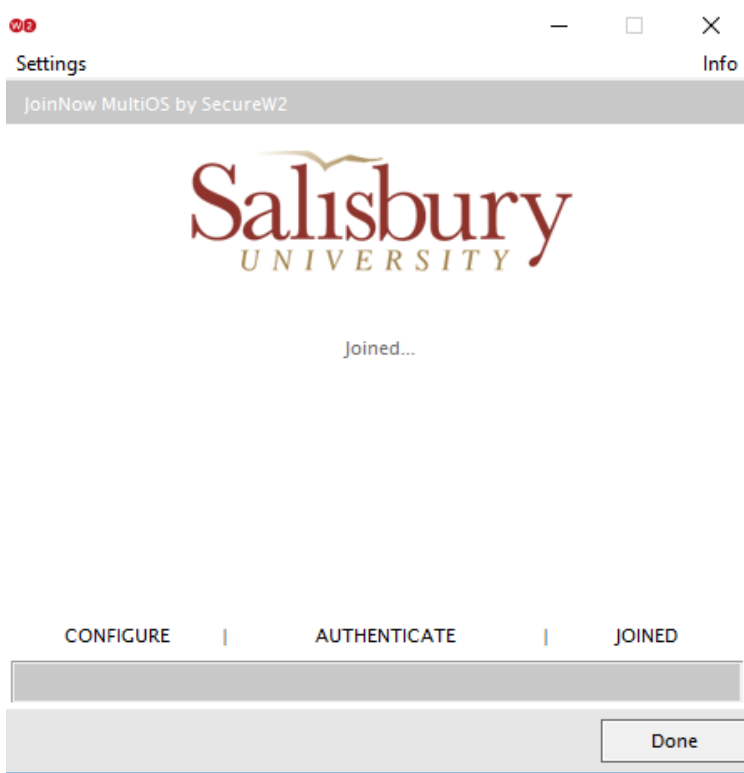 W2
Settings Info
JoinNow MultiOS by SecureW2
Salisbury
UNIVERSITY
Joined...
CONFIGURE | AUTHENTICATE | JOINED
Done